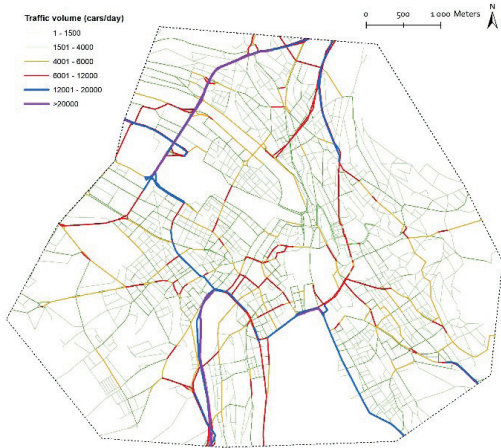 Traffic volume (cars/day)
1 - 1500
1501 - 4000
4001 - 6000
6001 - 12000
12001 - 20000
>20000
0 500 1 000 Meters
N